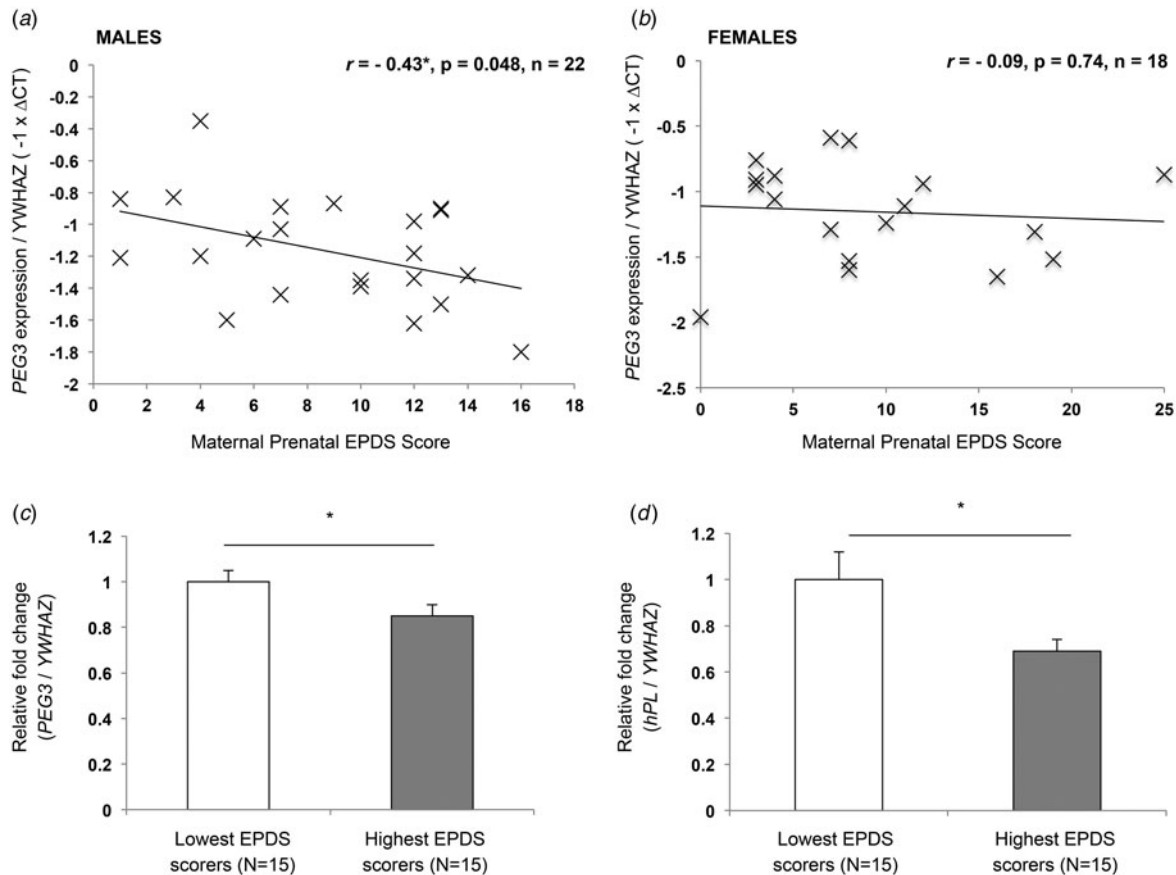 (a)
MALES
r = - 0.43*, p = 0.048, n = 22
0
-0.2
-0.4
-0.6
-0.8
-1
-1.2
-1.4
-1.6
-1.8
-2
PEG3 expression / YWHAZ ( -1 x ΔCT)
0 2 4 6 8 10 12 14 16 18
Maternal Prenatal EPDS Score
(b)
FEMALES
r = - 0.09, p = 0.74, n = 18
0
-0.5
-1
-1.5
-2
-2.5
PEG3 expression / YWHAZ ( -1 x ΔCT)
0 5 10 15 20 25
Maternal Prenatal EPDS Score
(c)
*
1.2
1
0.8
0.6
0.4
0.2
0
Relative fold change
(PEG3 / YWHAZ)
Lowest EPDS
scorers (N=15)
Highest EPDS
scorers (N=15)
(d)
*
1.2
1
0.8
0.6
0.4
0.2
0
Relative fold change
(hPL / YWHAZ)
Lowest EPDS
scorers (N=15)
Highest EPDS
scorers (N=15)